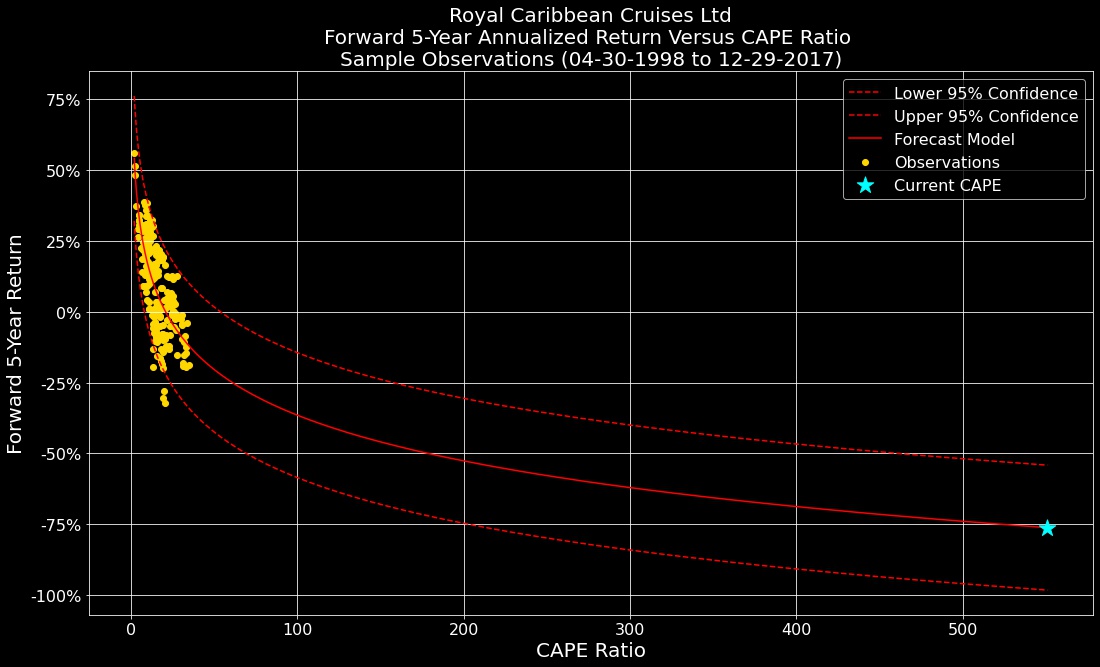 Royal Caribbean Cruises Ltd
Forward 5-Year Annualized Return Versus CAPE Ratio
Sample Observations (04-30-1998 to 12-29-2017)
Lower 95% Confidence
Upper 95% Confidence
Forecast Model
Observations
Current CAPE
Forward 5-Year Return
75%
50%
25%
0%
-25%
-50%
-75%
-100%
0 100 200 300 400 500
CAPE Ratio